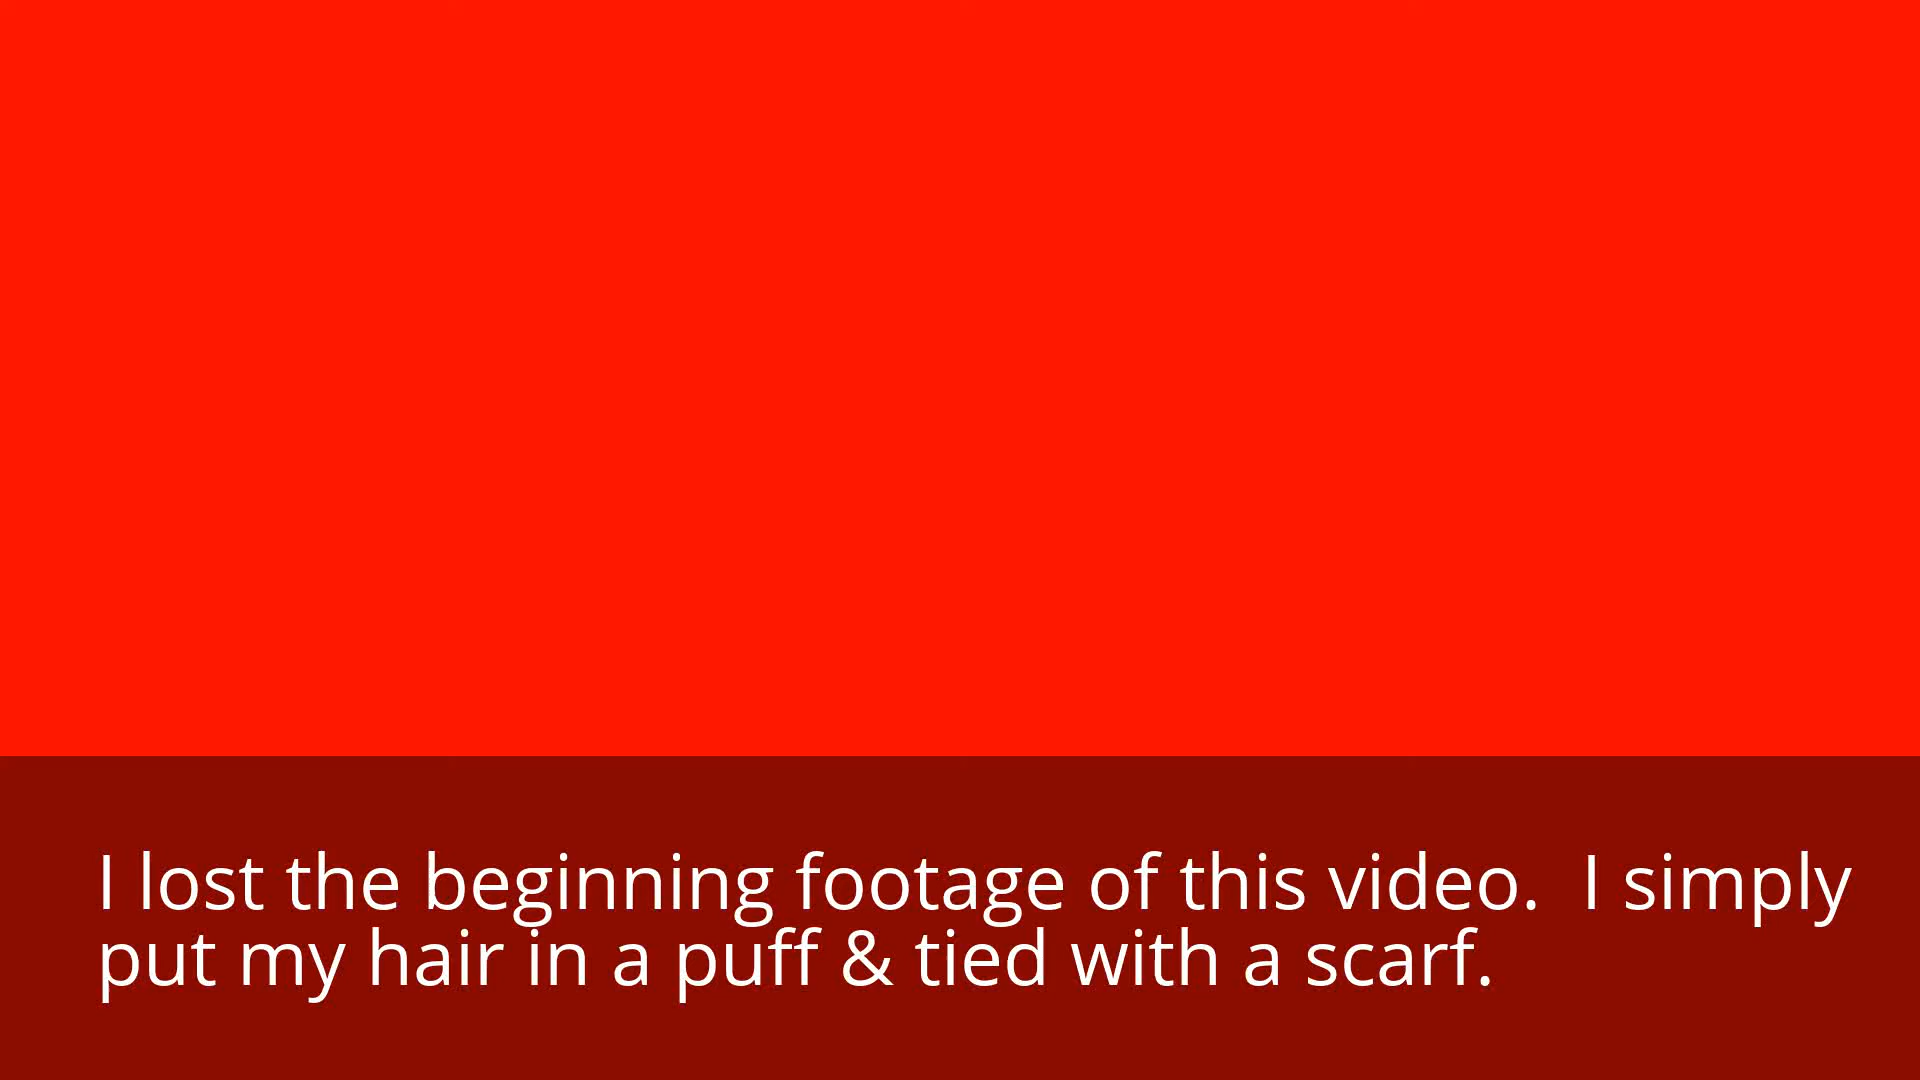 I lost the beginning footage of this video.  I simply
put my hair in a puff & tied with a scarf.